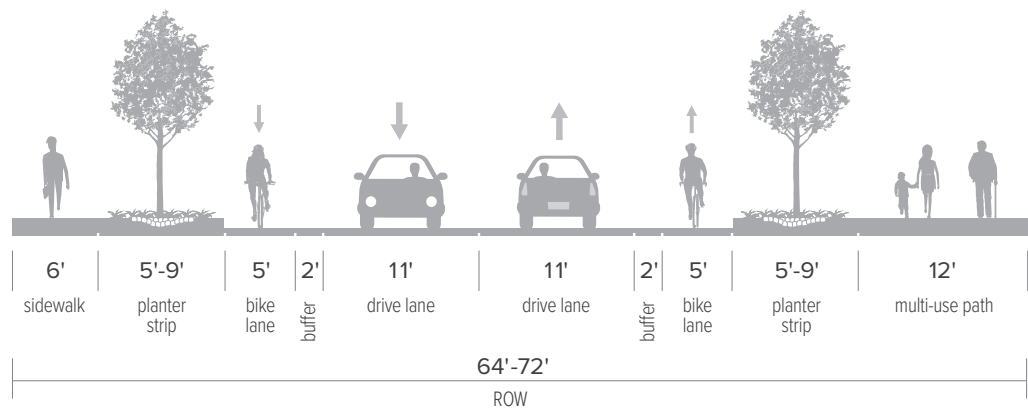 6' 5'-9' 5' 2' 11' 11' 2' 5' 5'-9' 12'
sidewalk planter strip bike lane buffer drive lane drive lane buffer bike lane planter strip multi-use path
64'-72'
ROW